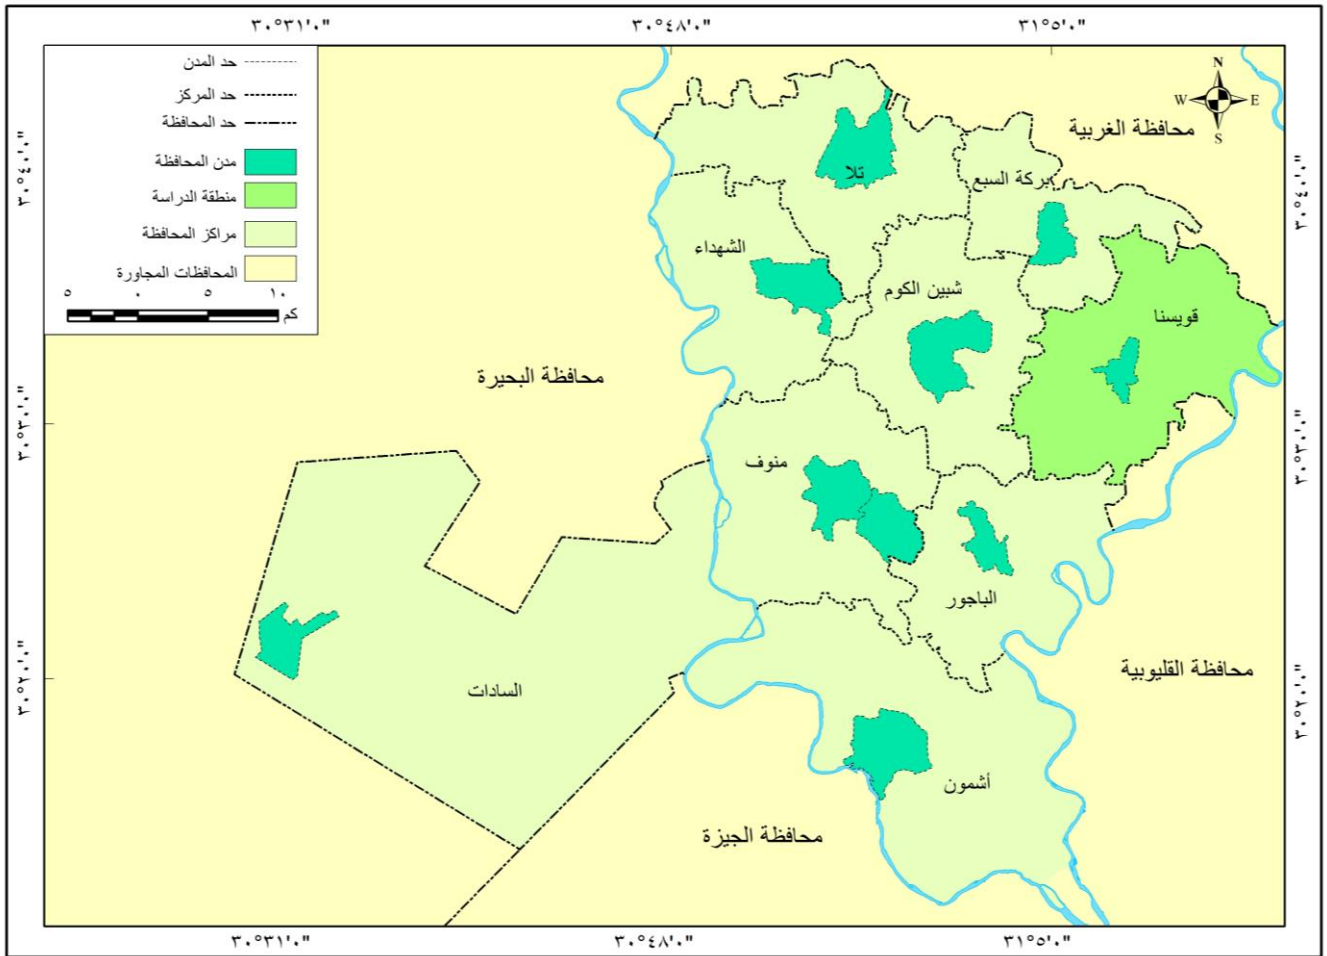 ٣٠°٣١'٠"
٣٠°٤٨'٠"
٣١°٥'٠"
حد المدن
حد المركز
حد المحافظة
مدن المحافظة
منطقة الدراسة
مراكز المحافظة
المحافظات المجاورة
٥ ٠ ٥ ١٠
كم
N
W E
S
محافظة الغربية
٣٠°٤٠'٠"
٣٠°٤٠'٠"
تلا
بركة السبع
الشهداء
شبين الكوم
قويسنا
محافظة البحيرة
٣٠°٣٠'٠"
٣٠°٣٠'٠"
منوف
الباجور
محافظة القليوبية
السادات
٣٠°٢٠'٠"
٣٠°٢٠'٠"
أشمون
محافظة الجيزة
٣٠°٣١'٠"
٣٠°٤٨'٠"
٣١°٥'٠"